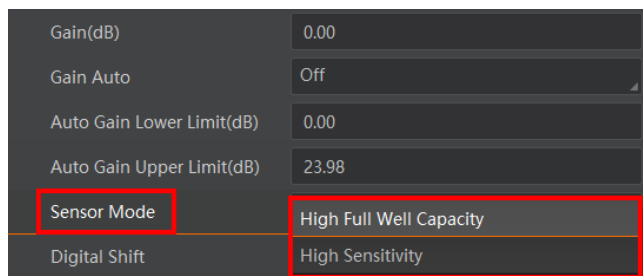 Gain(dB) 0.00
Gain Auto Off
Auto Gain Lower Limit(dB) 0.00
Auto Gain Upper Limit(dB) 23.98
Sensor Mode High Full Well Capacity
Digital Shift High Sensitivity